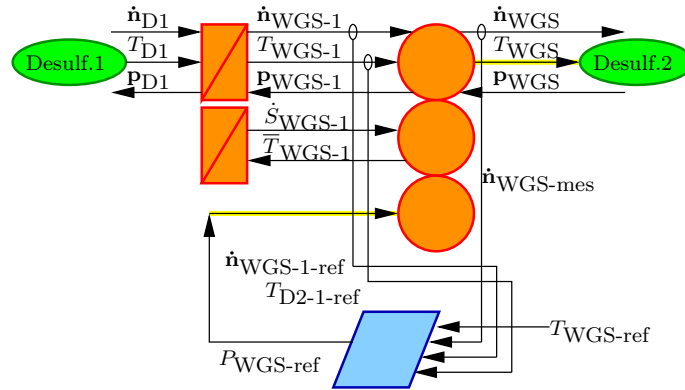 ṅD1 ṅWGS-1 ṅWGS
Desulf.1 TD1 TWGS-1 TWGS Desulf.2
pD1 pWGS-1 pWGS
ṠWGS-1
T̅WGS-1
ṅWGS-mes
ṅWGS-1-ref
TD2-1-ref
TWGS-ref
PWGS-ref